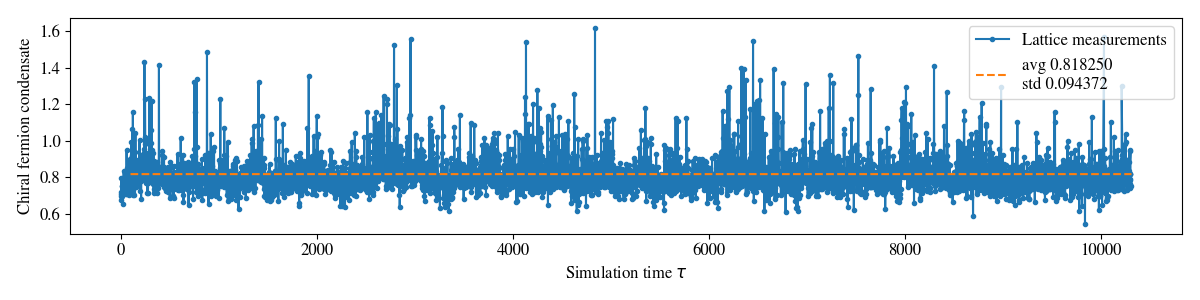 Chiral fermion condensate
1.6
1.4
1.2
1.0
0.8
0.6
Lattice measurements
avg 0.818250
std 0.094372
0
2000
4000
6000
8000
10000
Simulation time τ